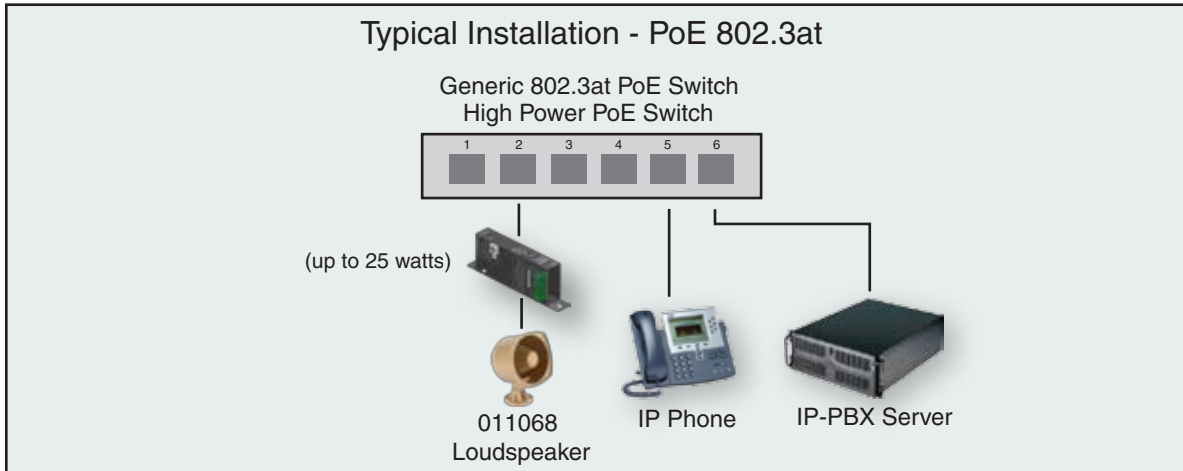 Typical Installation - PoE 802.3at
Generic 802.3at PoE Switch
High Power PoE Switch
1 2 3 4 5 6
(up to 25 watts)
011068
Loudspeaker
IP Phone
IP-PBX Server